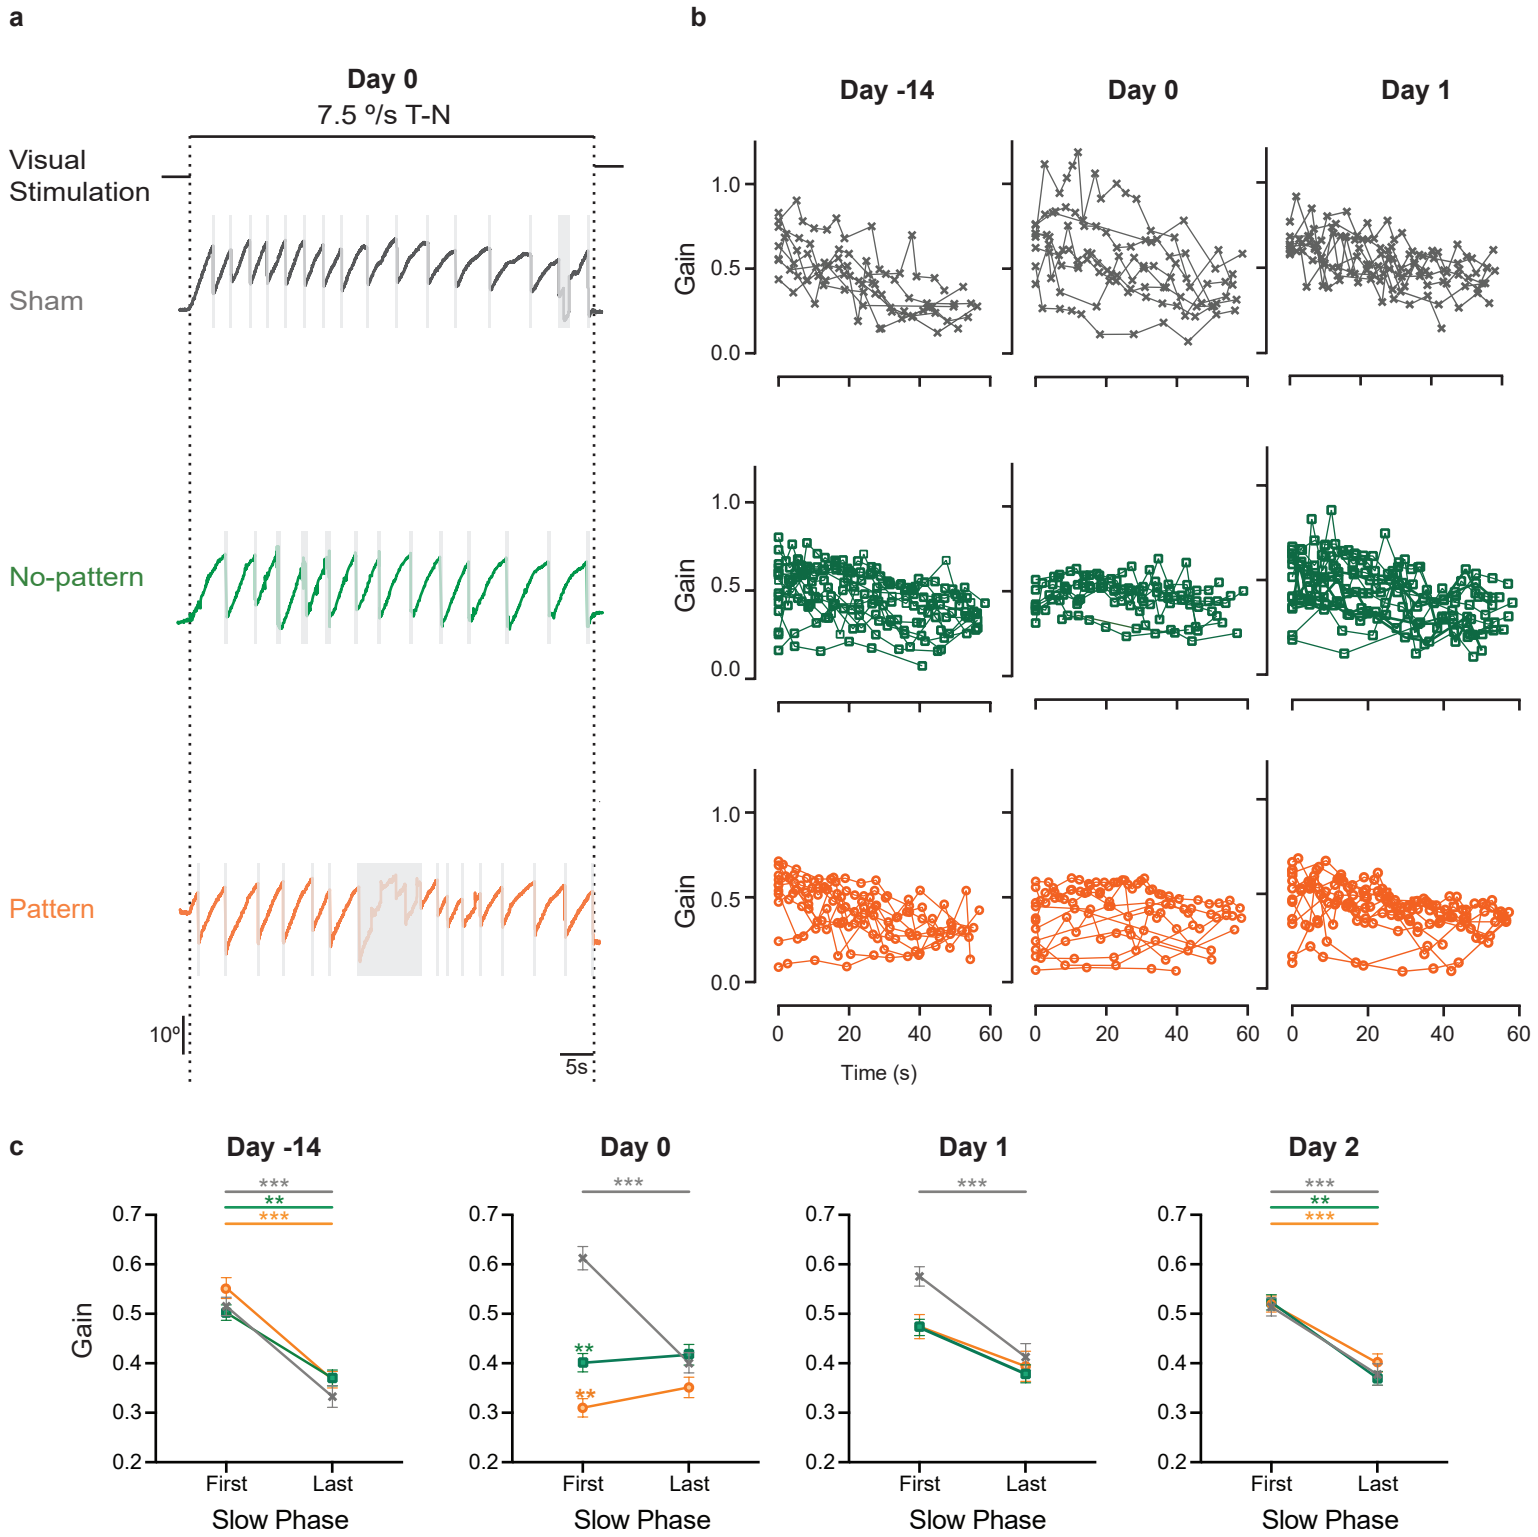 a
Day 0
7.5 º/s T-N
Visual
Stimulation
Sham
No-pattern
Pattern
10º
5s
b
Day -14
Day 0
Day 1
Gain
1.0
0.5
0.0
Gain
1.0
0.5
0.0
Gain
1.0
0.5
0.0
0 20 40 60
0 20 40 60
0 20 40 60
Time (s)
c
Day -14
***
**
***
Gain
0.7
0.6
0.5
0.4
0.3
0.2
First Last
Slow Phase
Day 0
***
0.7
0.6
0.5
0.4
0.3
0.2
**
**
First Last
Slow Phase
Day 1
***
0.7
0.6
0.5
0.4
0.3
0.2
First Last
Slow Phase
Day 2
***
**
***
0.7
0.6
0.5
0.4
0.3
0.2
First Last
Slow Phase